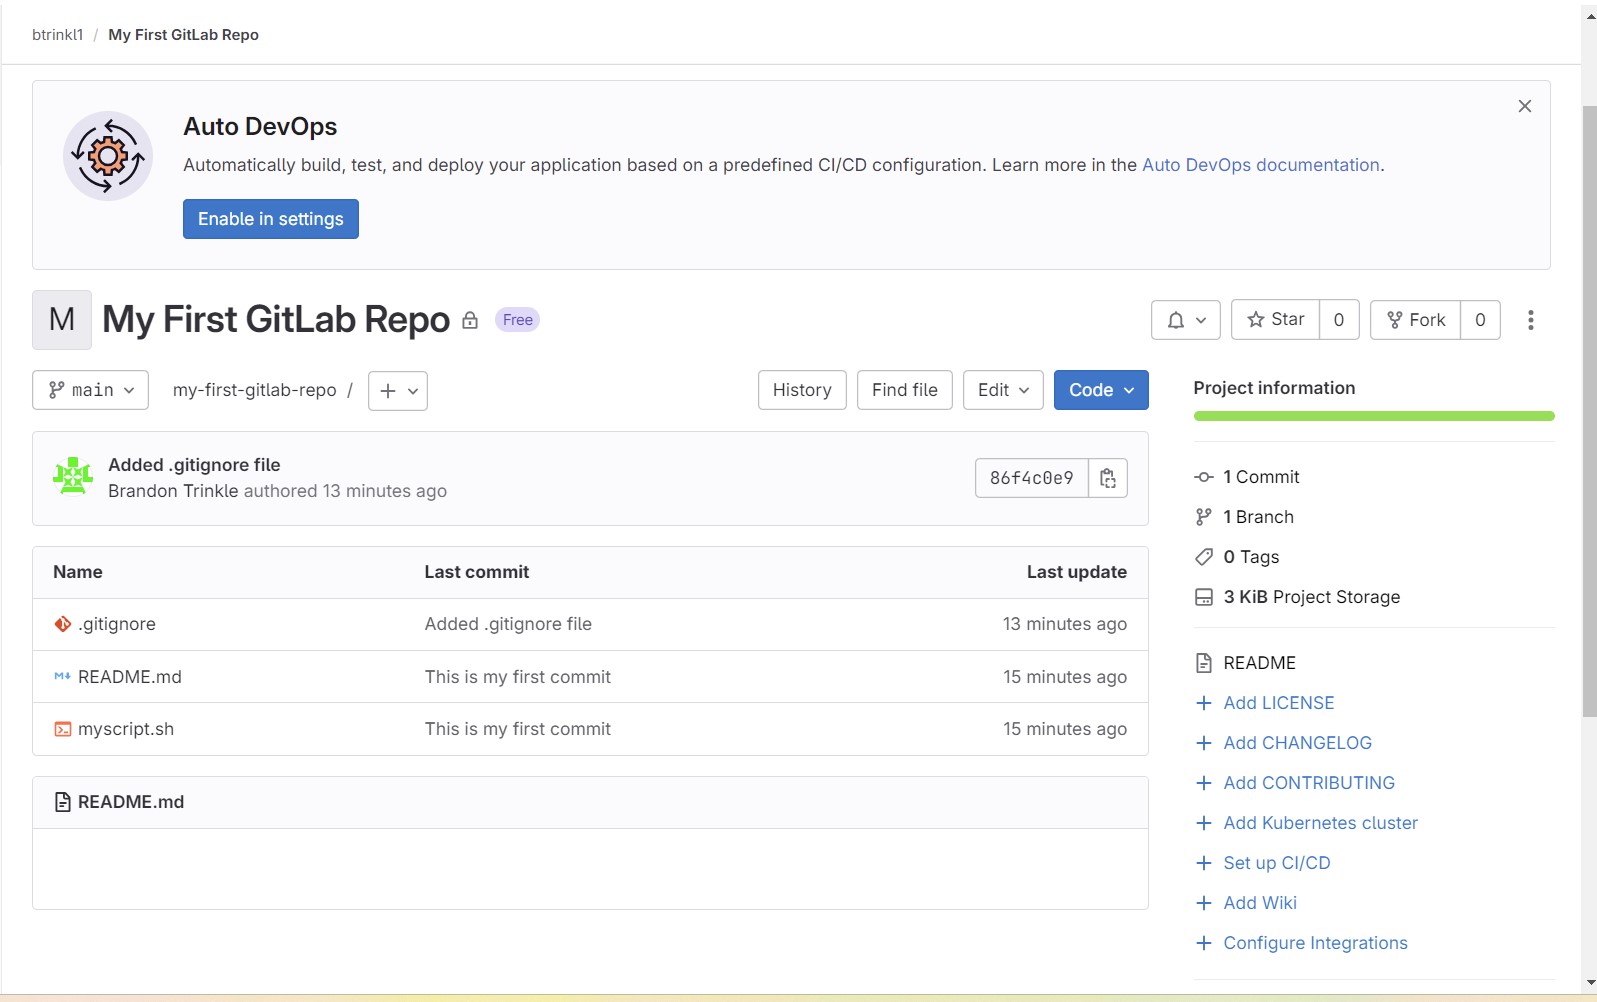 btrinkl1 / My First GitLab Repo
Auto DevOps
Automatically build, test, and deploy your application based on a predefined CI/CD configuration. Learn more in the Auto DevOps documentation.
Enable in settings
M My First GitLab Repo Free
Star 0 Fork 0
main my-first-gitlab-repo / + History Find file Edit Code
Added .gitignore file
Brandon Trinkle authored 13 minutes ago
86f4c0e9
Name Last commit Last update
.gitignore Added .gitignore file 13 minutes ago
README.md This is my first commit 15 minutes ago
myscript.sh This is my first commit 15 minutes ago
README.md
Project information
1 Commit
1 Branch
0 Tags
3 KiB Project Storage
README
+ Add LICENSE
+ Add CHANGELOG
+ Add CONTRIBUTING
+ Add Kubernetes cluster
+ Set up CI/CD
+ Add Wiki
+ Configure Integrations